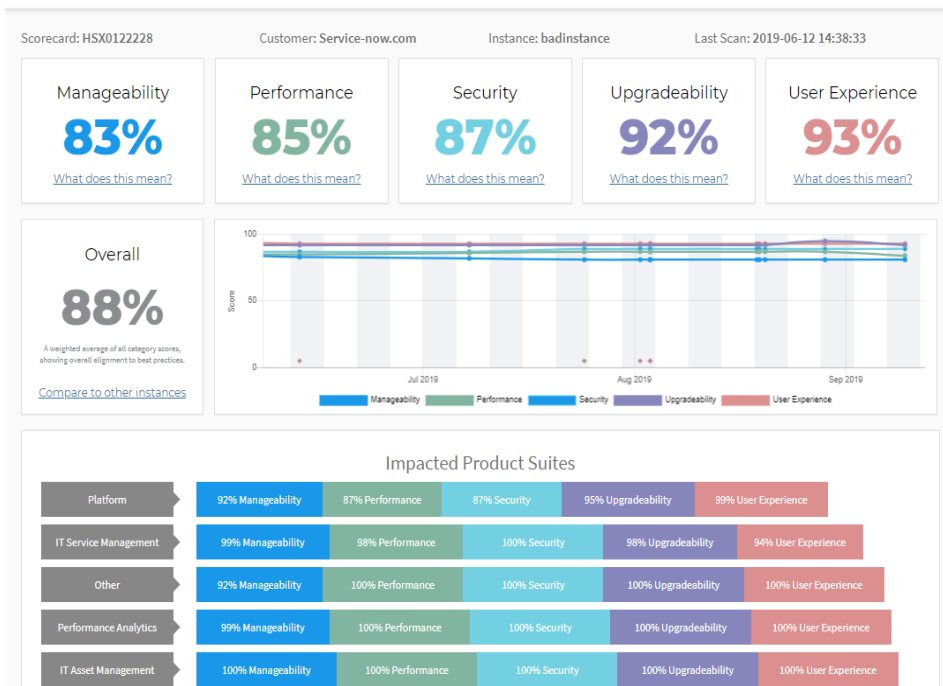 Scorecard: HSX0122228 Customer: Service-now.com Instance: badinstance Last Scan: 2019-06-12 14:38:33
Manageability Performance Security Upgradeability User Experience
83% 85% 87% 92% 93%
What does this mean? What does this mean? What does this mean? What does this mean? What does this mean?
Overall
88%
A weighted average of all category scores,
showing overall alignment to best practices.
Compare to other instances
100
50
0
Score
Jul 2019 Aug 2019 Sep 2019
Manageability Performance Security Upgradeability User Experience
Impacted Product Suites
Platform 92% Manageability 87% Performance 87% Security 95% Upgradeability 99% User Experience
IT Service Management 99% Manageability 98% Performance 100% Security 98% Upgradeability 94% User Experience
Other 92% Manageability 100% Performance 100% Security 100% Upgradeability 100% User Experience
Performance Analytics 99% Manageability 100% Performance 100% Security 100% Upgradeability 100% User Experience
IT Asset Management 100% Manageability 100% Performance 100% Security 100% Upgradeability 100% User Experience